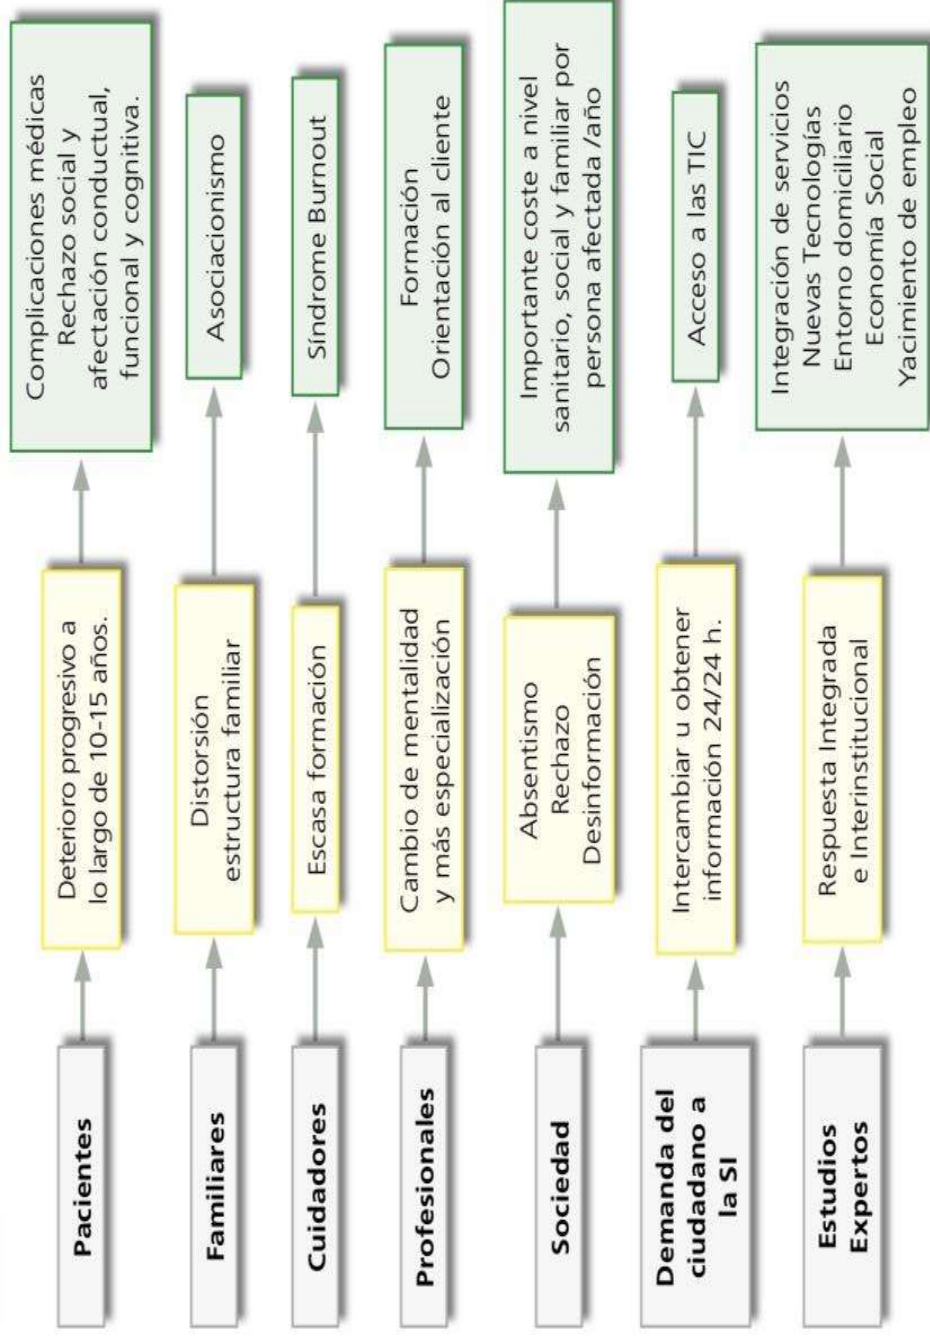 Pacientes
Deterioro progresivo a
lo largo de 10-15 años.
Complicaciones médicas
Rechazo social y
afectación conductual,
funcional y cognitiva.
Familiares
Distorsión
estructura familiar
Asociacionismo
Cuidadores
Escasa formación
Síndrome Burnout
Profesionales
Cambio de mentalidad
y más especialización
Formación
Orientación al cliente
Sociedad
Absentismo
Rechazo
Desinformación
Importante coste a nivel
sanitario, social y familiar por
persona afectada /año
Demanda del
ciudadano a
la SI
Intercambiar u obtener
información 24/24 h.
Acceso a las TIC
Estudios
Expertos
Respuesta Integrada
e Interinstitucional
Integración de servicios
Nuevas Tecnologías
Entorno domiciliario
Economía Social
Yacimiento de empleo